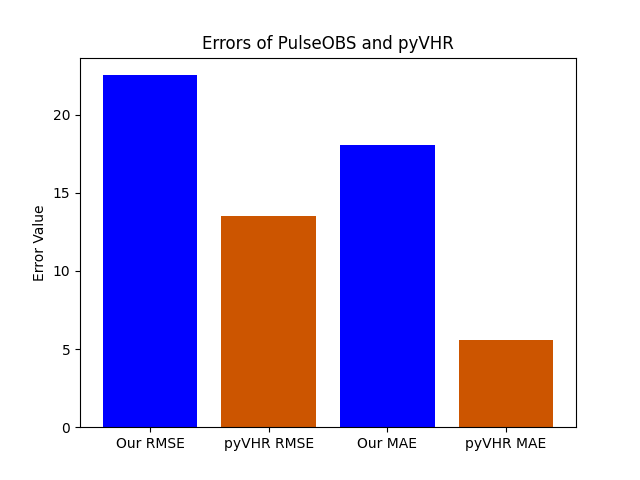 Errors of PulseOBS and pyVHR
Error Value
20
15
10
5
0
Our RMSE
pyVHR RMSE
Our MAE
pyVHR MAE